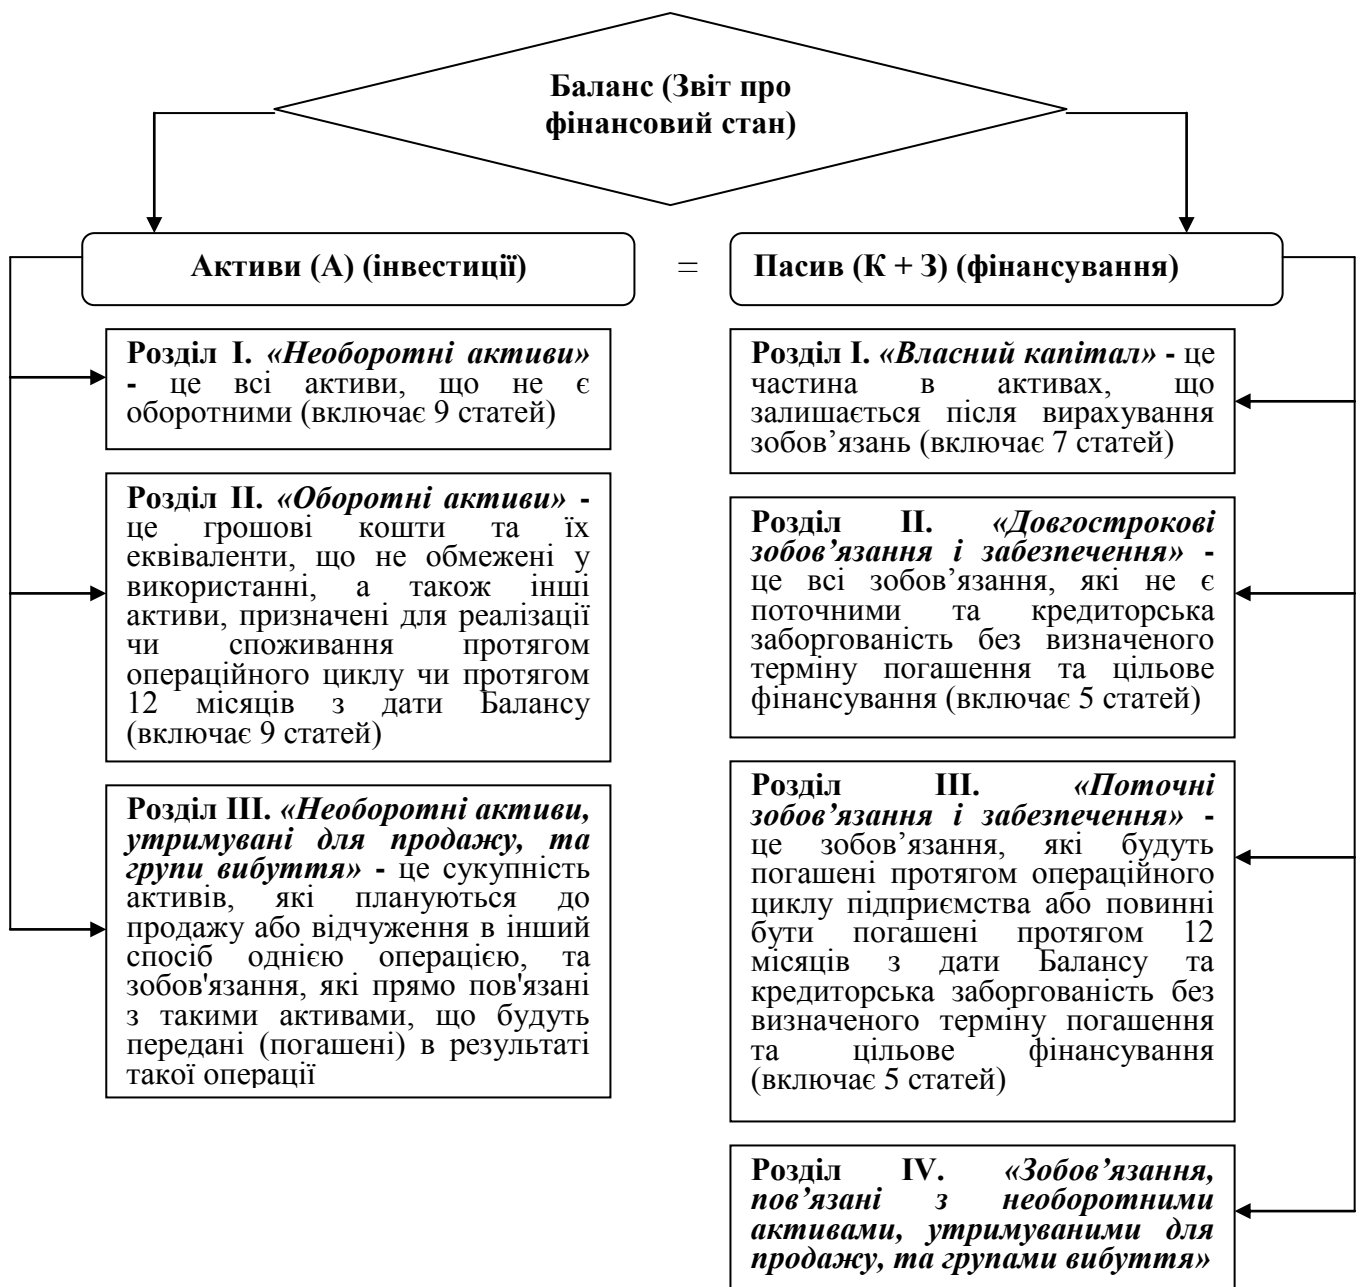 Баланс (Звіт про
фінансовий стан)
Активи (А) (інвестиції)
=
Пасив (К + З) (фінансування)
Розділ І. «Необоротні активи»
- це всі активи, що не є
оборотними (включає 9 статей)
Розділ ІІ. «Оборотні активи» -
це грошові кошти та їх
еквіваленти, що не обмежені у
використанні, а також інші
активи, призначені для реалізації
чи споживання протягом
операційного циклу чи протягом
12 місяців з дати Балансу
(включає 9 статей)
Розділ ІІІ. «Необоротні активи,
утримувані для продажу, та
групи вибуття» - це сукупність
активів, які плануються до
продажу або відчуження в інший
спосіб однією операцією, та
зобов'язання, які прямо пов'язані
з такими активами, що будуть
передані (погашені) в результаті
такої операції
Розділ І. «Власний капітал» - це
частина в активах, що
залишається після вирахування
зобов’язань (включає 7 статей)
Розділ ІІ. «Довгострокові
зобов’язання і забезпечення» -
це всі зобов’язання, які не є
поточними та кредиторська
заборгованість без визначеного
терміну погашення та цільове
фінансування (включає 5 статей)
Розділ ІІІ. «Поточні
зобов’язання і забезпечення» -
це зобов’язання, які будуть
погашені протягом операційного
циклу підприємства або повинні
бути погашені протягом 12
місяців з дати Балансу та
кредиторська заборгованість без
визначеного терміну погашення
та цільове фінансування
(включає 5 статей)
Розділ IV. «Зобов’язання,
пов’язані з необоротними
активами, утримуваними для
продажу, та групами вибуття»